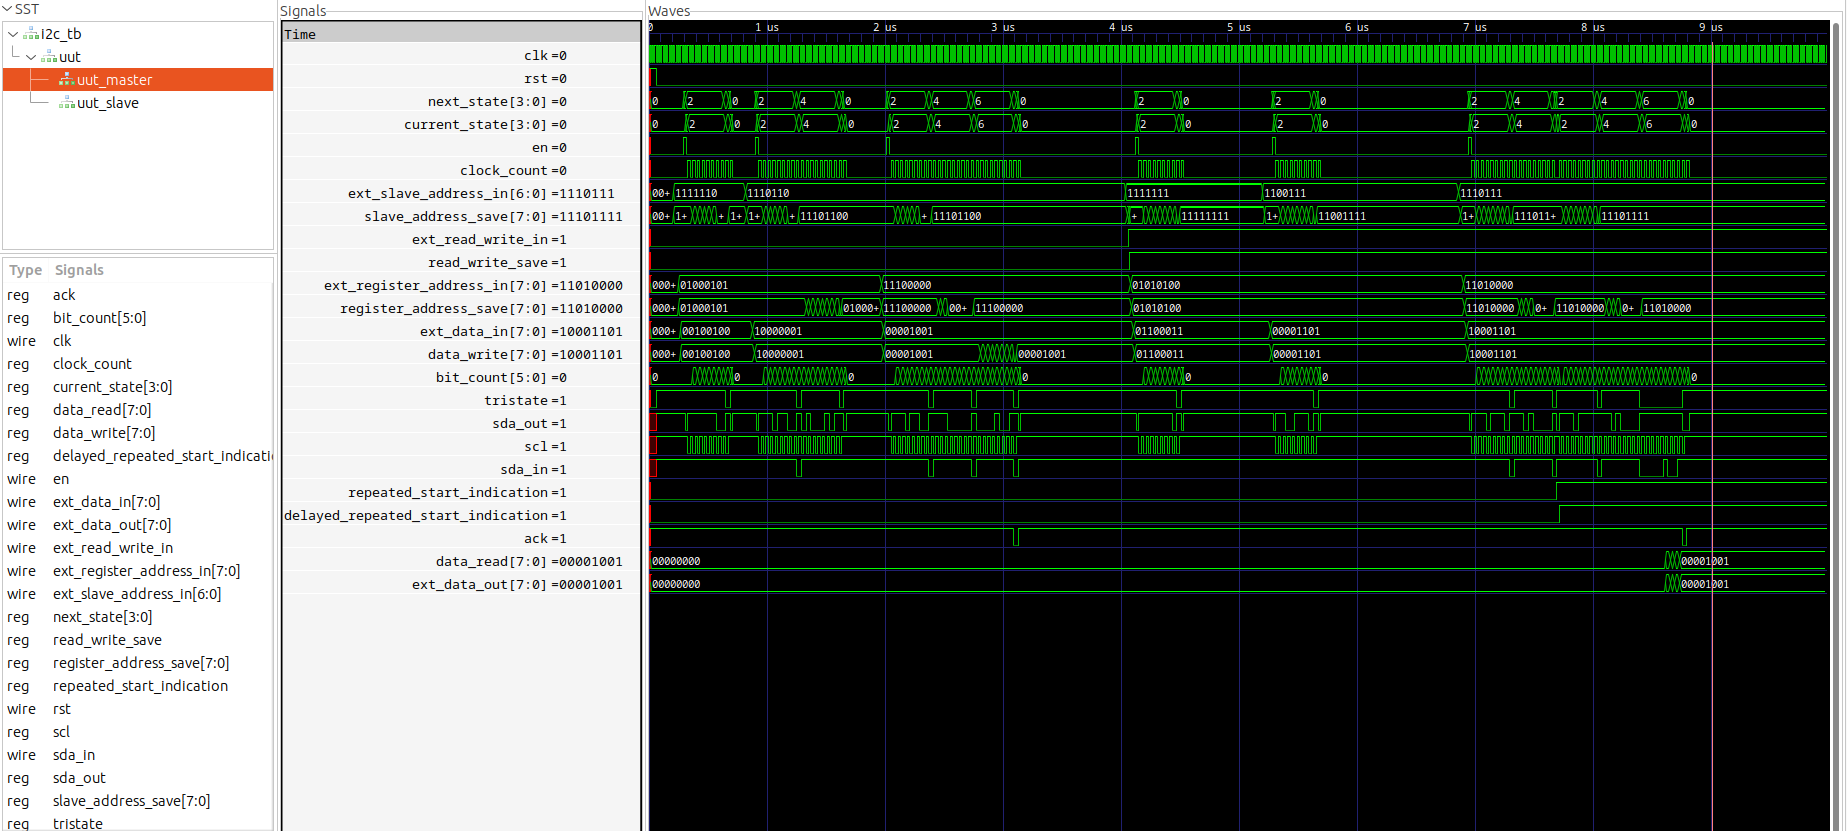 SST
i2c_tb
uut
uut_master
uut_slave
Type Signals
reg ack
reg bit_count[5:0]
wire clk
reg clock_count
reg current_state[3:0]
reg data_read[7:0]
reg data_write[7:0]
reg delayed_repeated_start_indicati
wire en
wire ext_data_in[7:0]
wire ext_data_out[7:0]
wire ext_read_write_in
wire ext_register_address_in[7:0]
wire ext_slave_address_in[6:0]
reg next_state[3:0]
reg read_write_save
reg register_address_save[7:0]
reg repeated_start_indication
wire rst
reg scl
wire sda_in
reg sda_out
reg slave_address_save[7:0]
reg tristate
Signals
Time
clk =0
rst =0
next_state[3:0] =0
current_state[3:0] =0
en =0
clock_count =0
ext_slave_address_in[6:0] =1110111
slave_address_save[7:0] =11101111
ext_read_write_in =1
read_write_save =1
ext_register_address_in[7:0] =11010000
register_address_save[7:0] =11010000
ext_data_in[7:0] =10001101
data_write[7:0] =10001101
bit_count[5:0] =0
tristate =1
sda_out =1
scl =1
sda_in =1
repeated_start_indication =1
delayed_repeated_start_indication =1
ack =1
data_read[7:0] =00001001
ext_data_out[7:0] =00001001
Waves
0 1 us 2 us 3 us 4 us 5 us 6 us 7 us 8 us 9 us
0 2 0 2 4 0 2 4 6 0 2 0 2 0 2 4 2 4 6 0
0 2 0 2 4 0 2 4 6 0 2 0 2 0 2 4 2 4 6 0
00+ 1111110 1110110 1111111 1100111 1110111
00+ 1+ + 1+ 1+ + 11101100 + 11101100 + 11111111 1+ 11001111 1+ 111011+ 11101111
000+ 01000101 11100000 01010100 11010000
000+ 01000101 01000+ 11100000 00+ 11100000 01010100 11010000 0+ 11010000 0+ 11010000
000+ 00100100 10000001 00001001 01100011 00001101 10001101
000+ 00100100 10000001 00001001 00001001 01100011 00001101 10001101
0 0 0 0 0 0 0
00000000 00001001
00000000 00001001